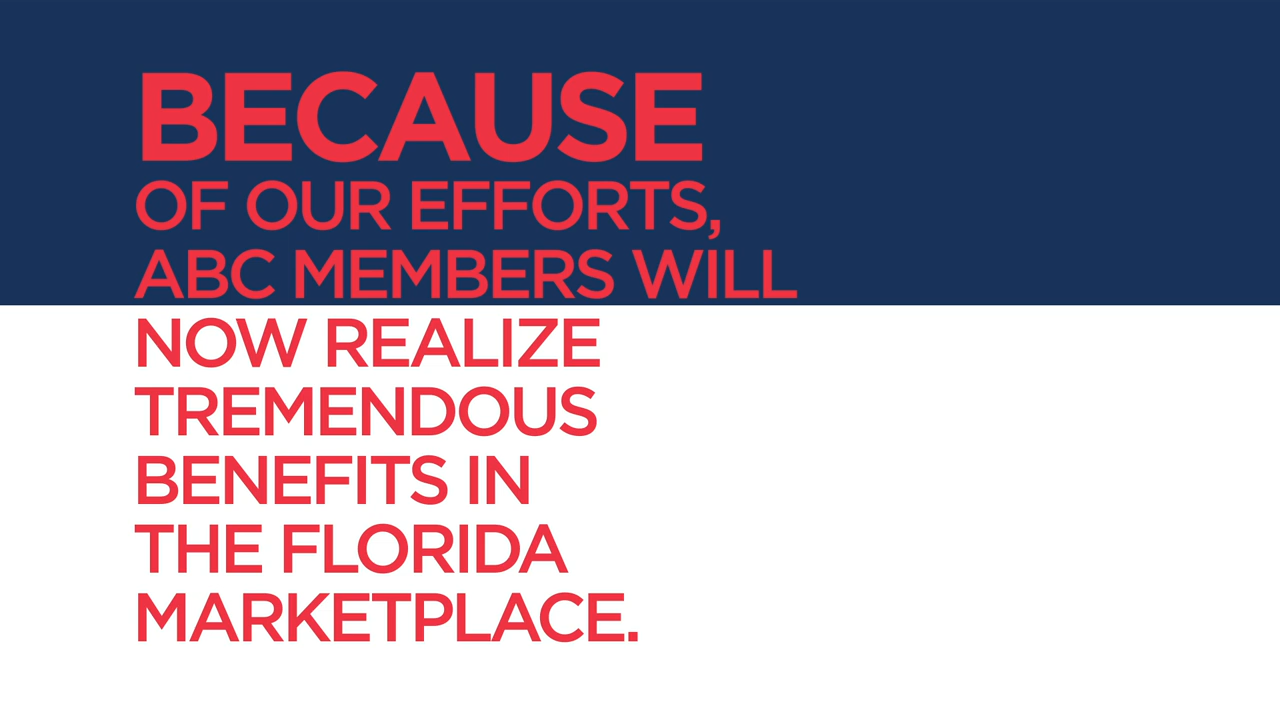 BECAUSE
OF OUR EFFORTS,
ABC MEMBERS WILL
NOW REALIZE
TREMENDOUS
BENEFITS IN
THE FLORIDA
MARKETPLACE.